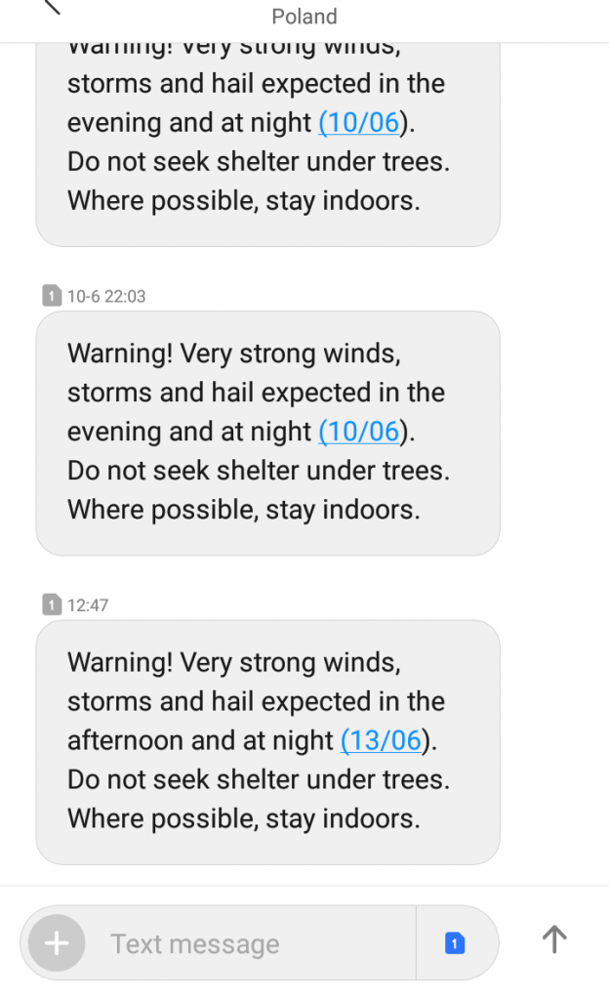 Poland
Warning! Very strong winds,
storms and hail expected in the
evening and at night (10/06).
Do not seek shelter under trees.
Where possible, stay indoors.
1 10-6 22:03
Warning! Very strong winds,
storms and hail expected in the
evening and at night (10/06).
Do not seek shelter under trees.
Where possible, stay indoors.
1 12:47
Warning! Very strong winds,
storms and hail expected in the
afternoon and at night (13/06).
Do not seek shelter under trees.
Where possible, stay indoors.
Text message 1